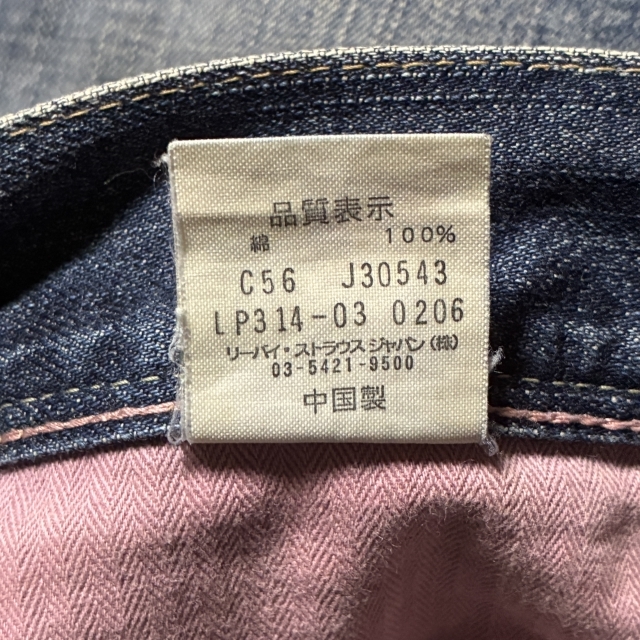 品質表示
綿 100%
C56 J30543
LP314-03 0206
リーバイ・ストラウス ジャパン(株)
03-5421-9500
中国製